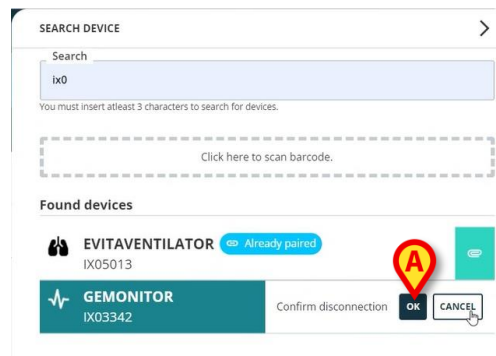 SEARCH DEVICE
Search
ix0
You must insert atleast 3 characters to search for devices.
Click here to scan barcode.
Found devices
EVITAVENTILATOR Already paired
IX05013
A
GEMONITOR Confirm disconnection OK CANCEL
IX03342